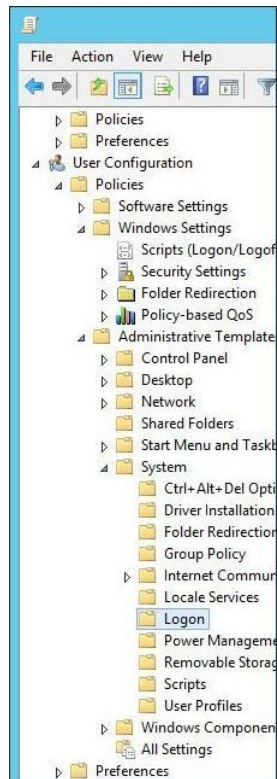 File Action View Help
Policies
Preferences
User Configuration
Policies
Software Settings
Windows Settings
Scripts (Logon/Logof
Security Settings
Folder Redirection
Policy-based QoS
Administrative Template
Control Panel
Desktop
Network
Shared Folders
Start Menu and Taskb
System
Ctrl+Alt+Del Opti
Driver Installation
Folder Redirection
Group Policy
Internet Commun
Locale Services
Logon
Power Manageme
Removable Storag
Scripts
User Profiles
Windows Componen
All Settings
Preferences